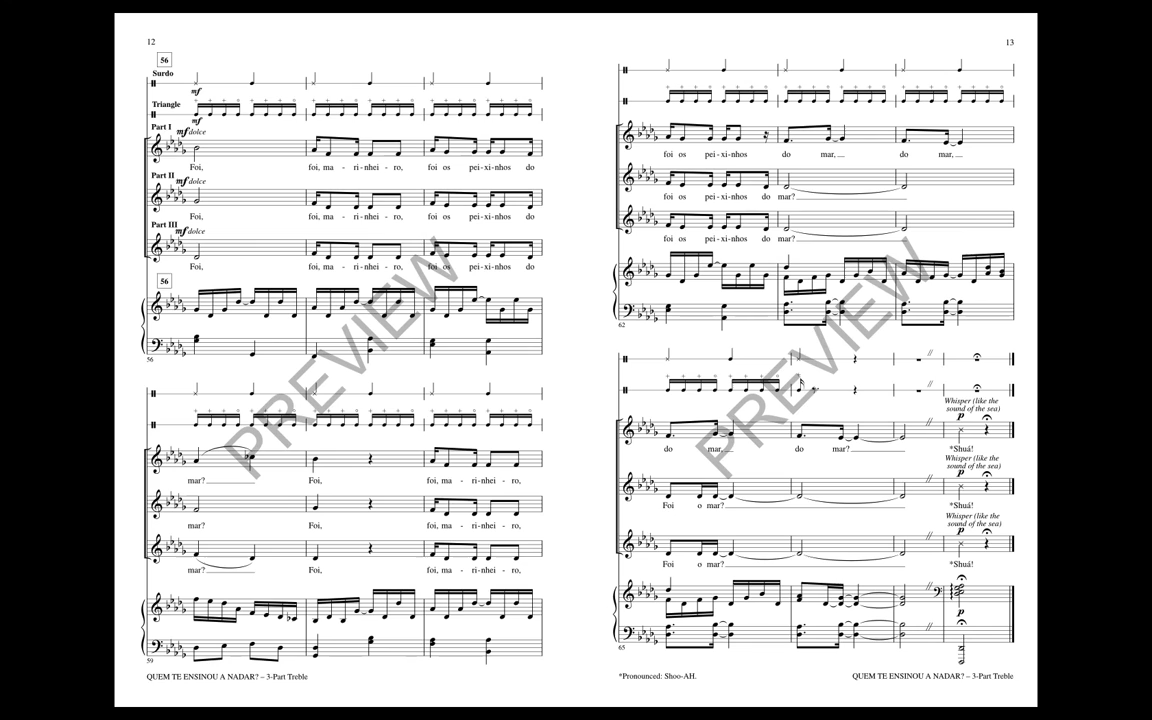 12
56
Surdo
mf
Triangle
mf
Part I
mf dolce
Foi, foi, ma - ri-nhei - ro, foi os pei-xi-nhos do
Part II
mf dolce
Foi, foi, ma - ri-nhei - ro, foi os pei-xi-nhos do
Part III
mf dolce
Foi, foi, ma - ri-nhei - ro, foi os pei-xi-nhos do
56
56
mar? Foi, foi, ma - ri-nhei - ro,
mar? Foi, foi, ma - ri-nhei - ro,
mar? Foi, foi, ma - ri-nhei - ro,
59
QUEM TE ENSINOU A NADAR? – 3-Part Treble
PREVIEW
13
foi os pei-xi-nhos do mar, do mar,
foi os pei-xi-nhos do mar?
foi os pei-xi-nhos do mar?
62
Whisper (like the
sound of the sea)
p
do mar, do mar? *Shuá!
Whisper (like the
sound of the sea)
p
Foi o mar? *Shuá!
Whisper (like the
sound of the sea)
p
Foi o mar? *Shuá!
p
65
*Pronounced: Shoo-AH.
QUEM TE ENSINOU A NADAR? – 3-Part Treble
PREVIEW